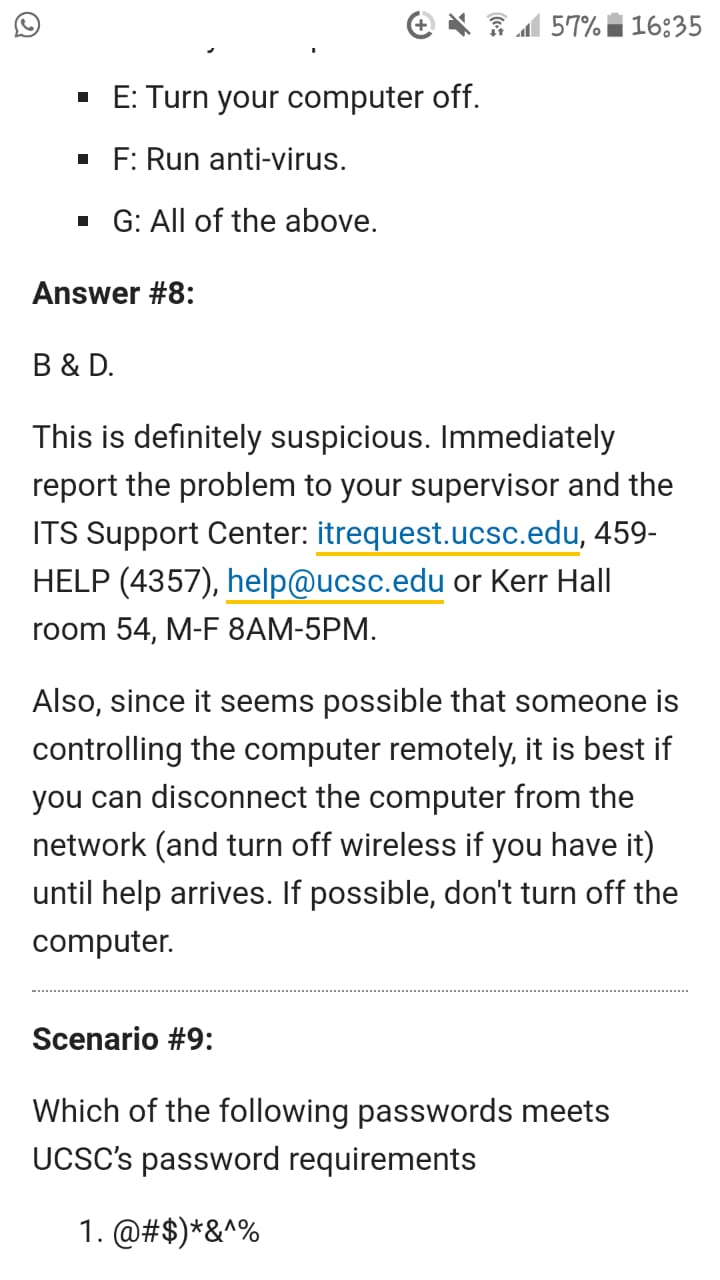 57% 16:35
E: Turn your computer off.
F: Run anti-virus.
G: All of the above.
Answer #8:
B & D.
This is definitely suspicious. Immediately
report the problem to your supervisor and the
ITS Support Center: itrequest.ucsc.edu, 459-
HELP (4357), help@ucsc.edu or Kerr Hall
room 54, M-F 8AM-5PM.
Also, since it seems possible that someone is
controlling the computer remotely, it is best if
you can disconnect the computer from the
network (and turn off wireless if you have it)
until help arrives. If possible, don't turn off the
computer.
Scenario #9:
Which of the following passwords meets
UCSC’s password requirements
1. @#$)*&^%